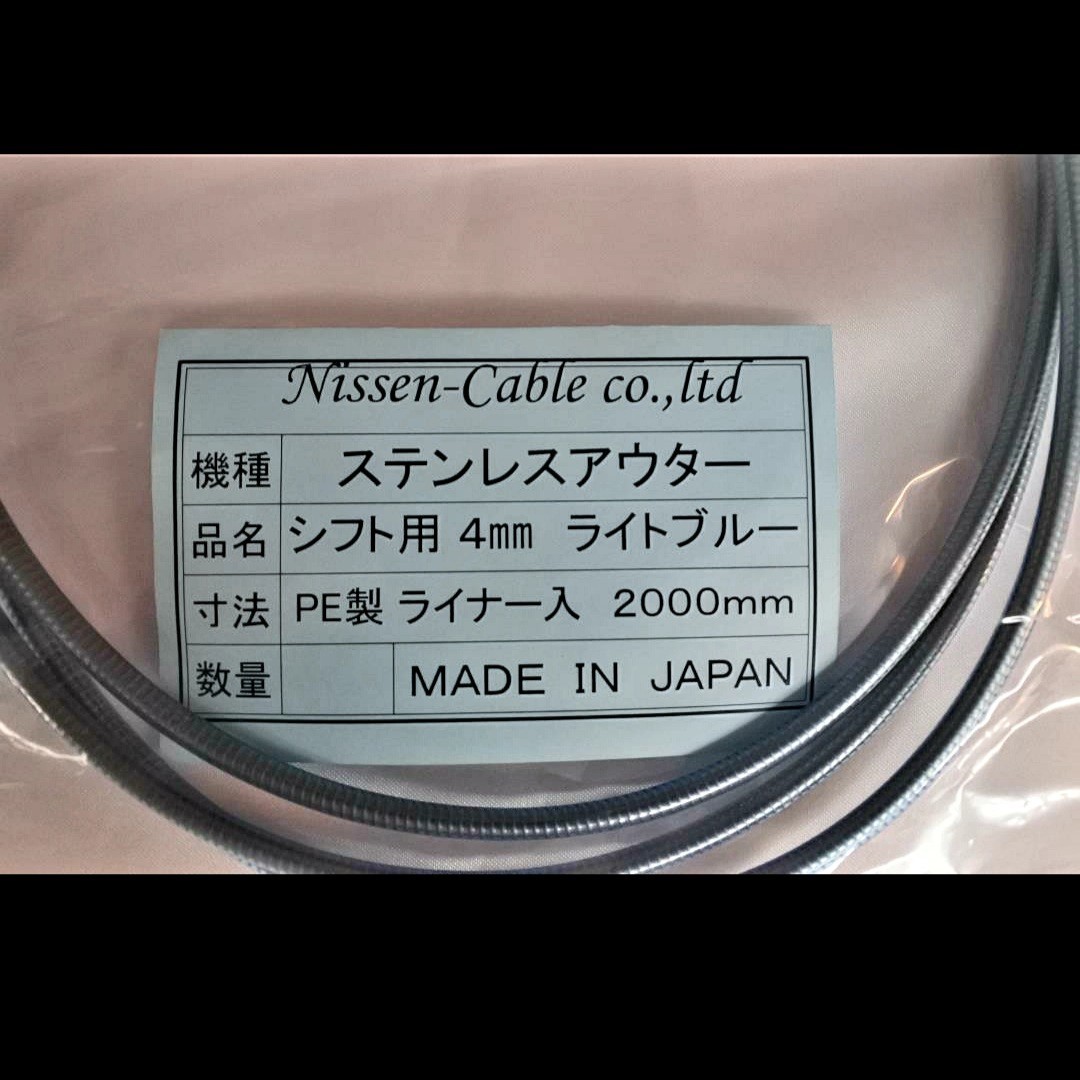 Nissen-Cable co.,ltd
機種 ステンレスアウター
品名 シフト用 4㎜ ライトブルー
寸法 PE製 ライナー入 2000mm
数量 MADE IN JAPAN